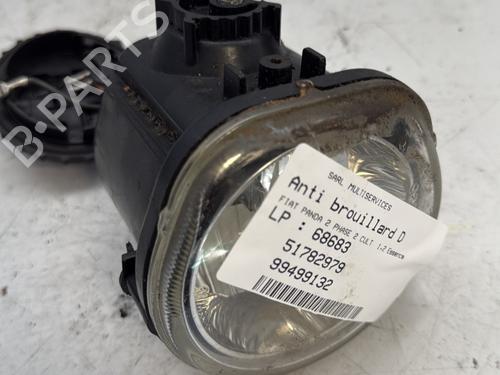 B-PARTS
SARL MULTISERVICES
Anti brouillard D
FIAT PANDA 2 PHASE 2 CULT 1.2 Essence
LP : 68683
51782979
99499132